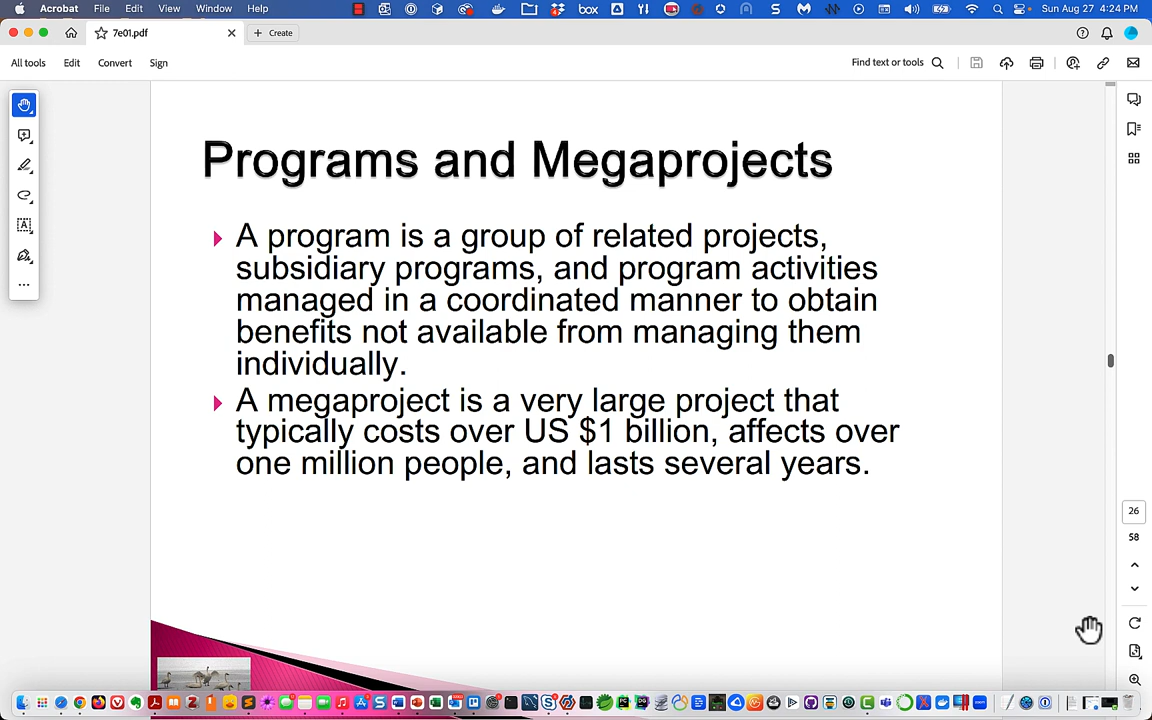 Acrobat File Edit View Window Help box Sun Aug 27 4:24 PM
7e01.pdf Create
All tools Edit Convert Sign Find text or tools
Programs and Megaprojects
A program is a group of related projects,
subsidiary programs, and program activities
managed in a coordinated manner to obtain
benefits not available from managing them
individually.
A megaproject is a very large project that
typically costs over US $1 billion, affects over
one million people, and lasts several years.
26
58